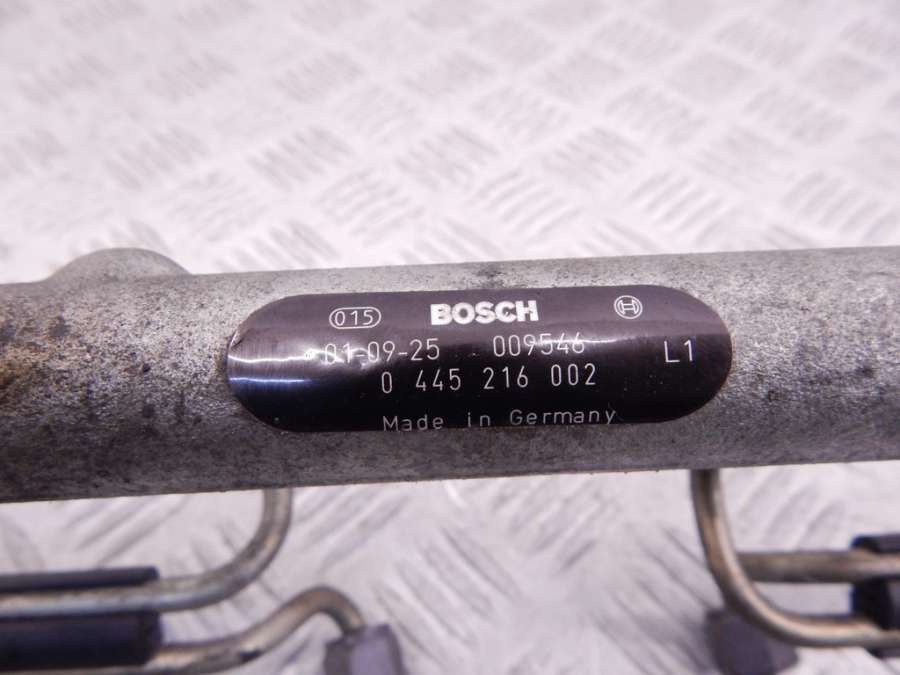 015 BOSCH
01-09-25 009546 L1
0 445 216 002
Made in Germany